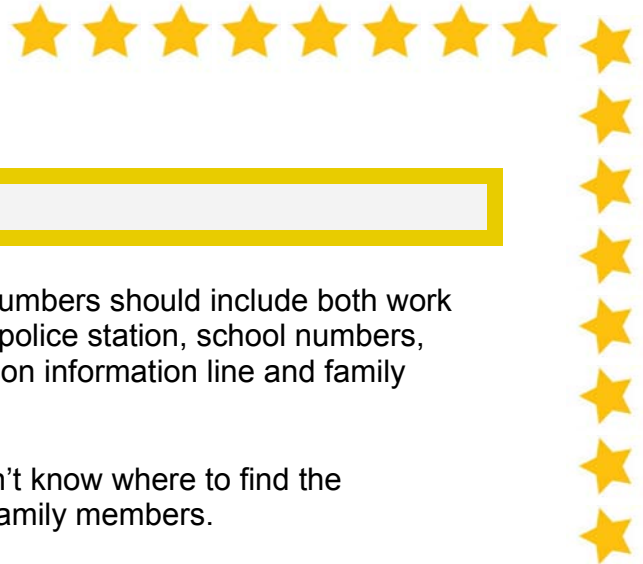 umbers should include both work
police station, school numbers,
on information line and family
't know where to find the
amily members.